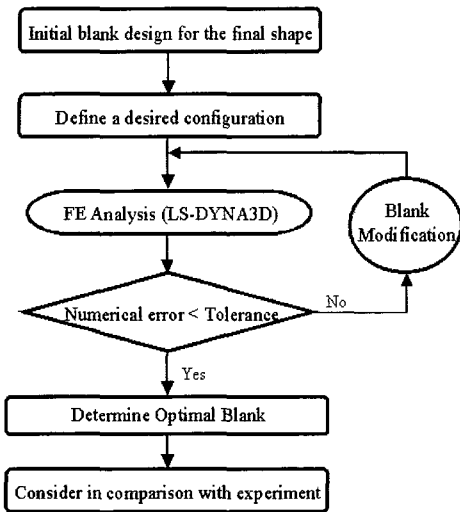 Initial blank design for the final shape
Define a desired configuration
FE Analysis (LS-DYNA3D)
Blank
Modification
Numerical error < Tolerance
No
Yes
Determine Optimal Blank
Consider in comparison with experiment